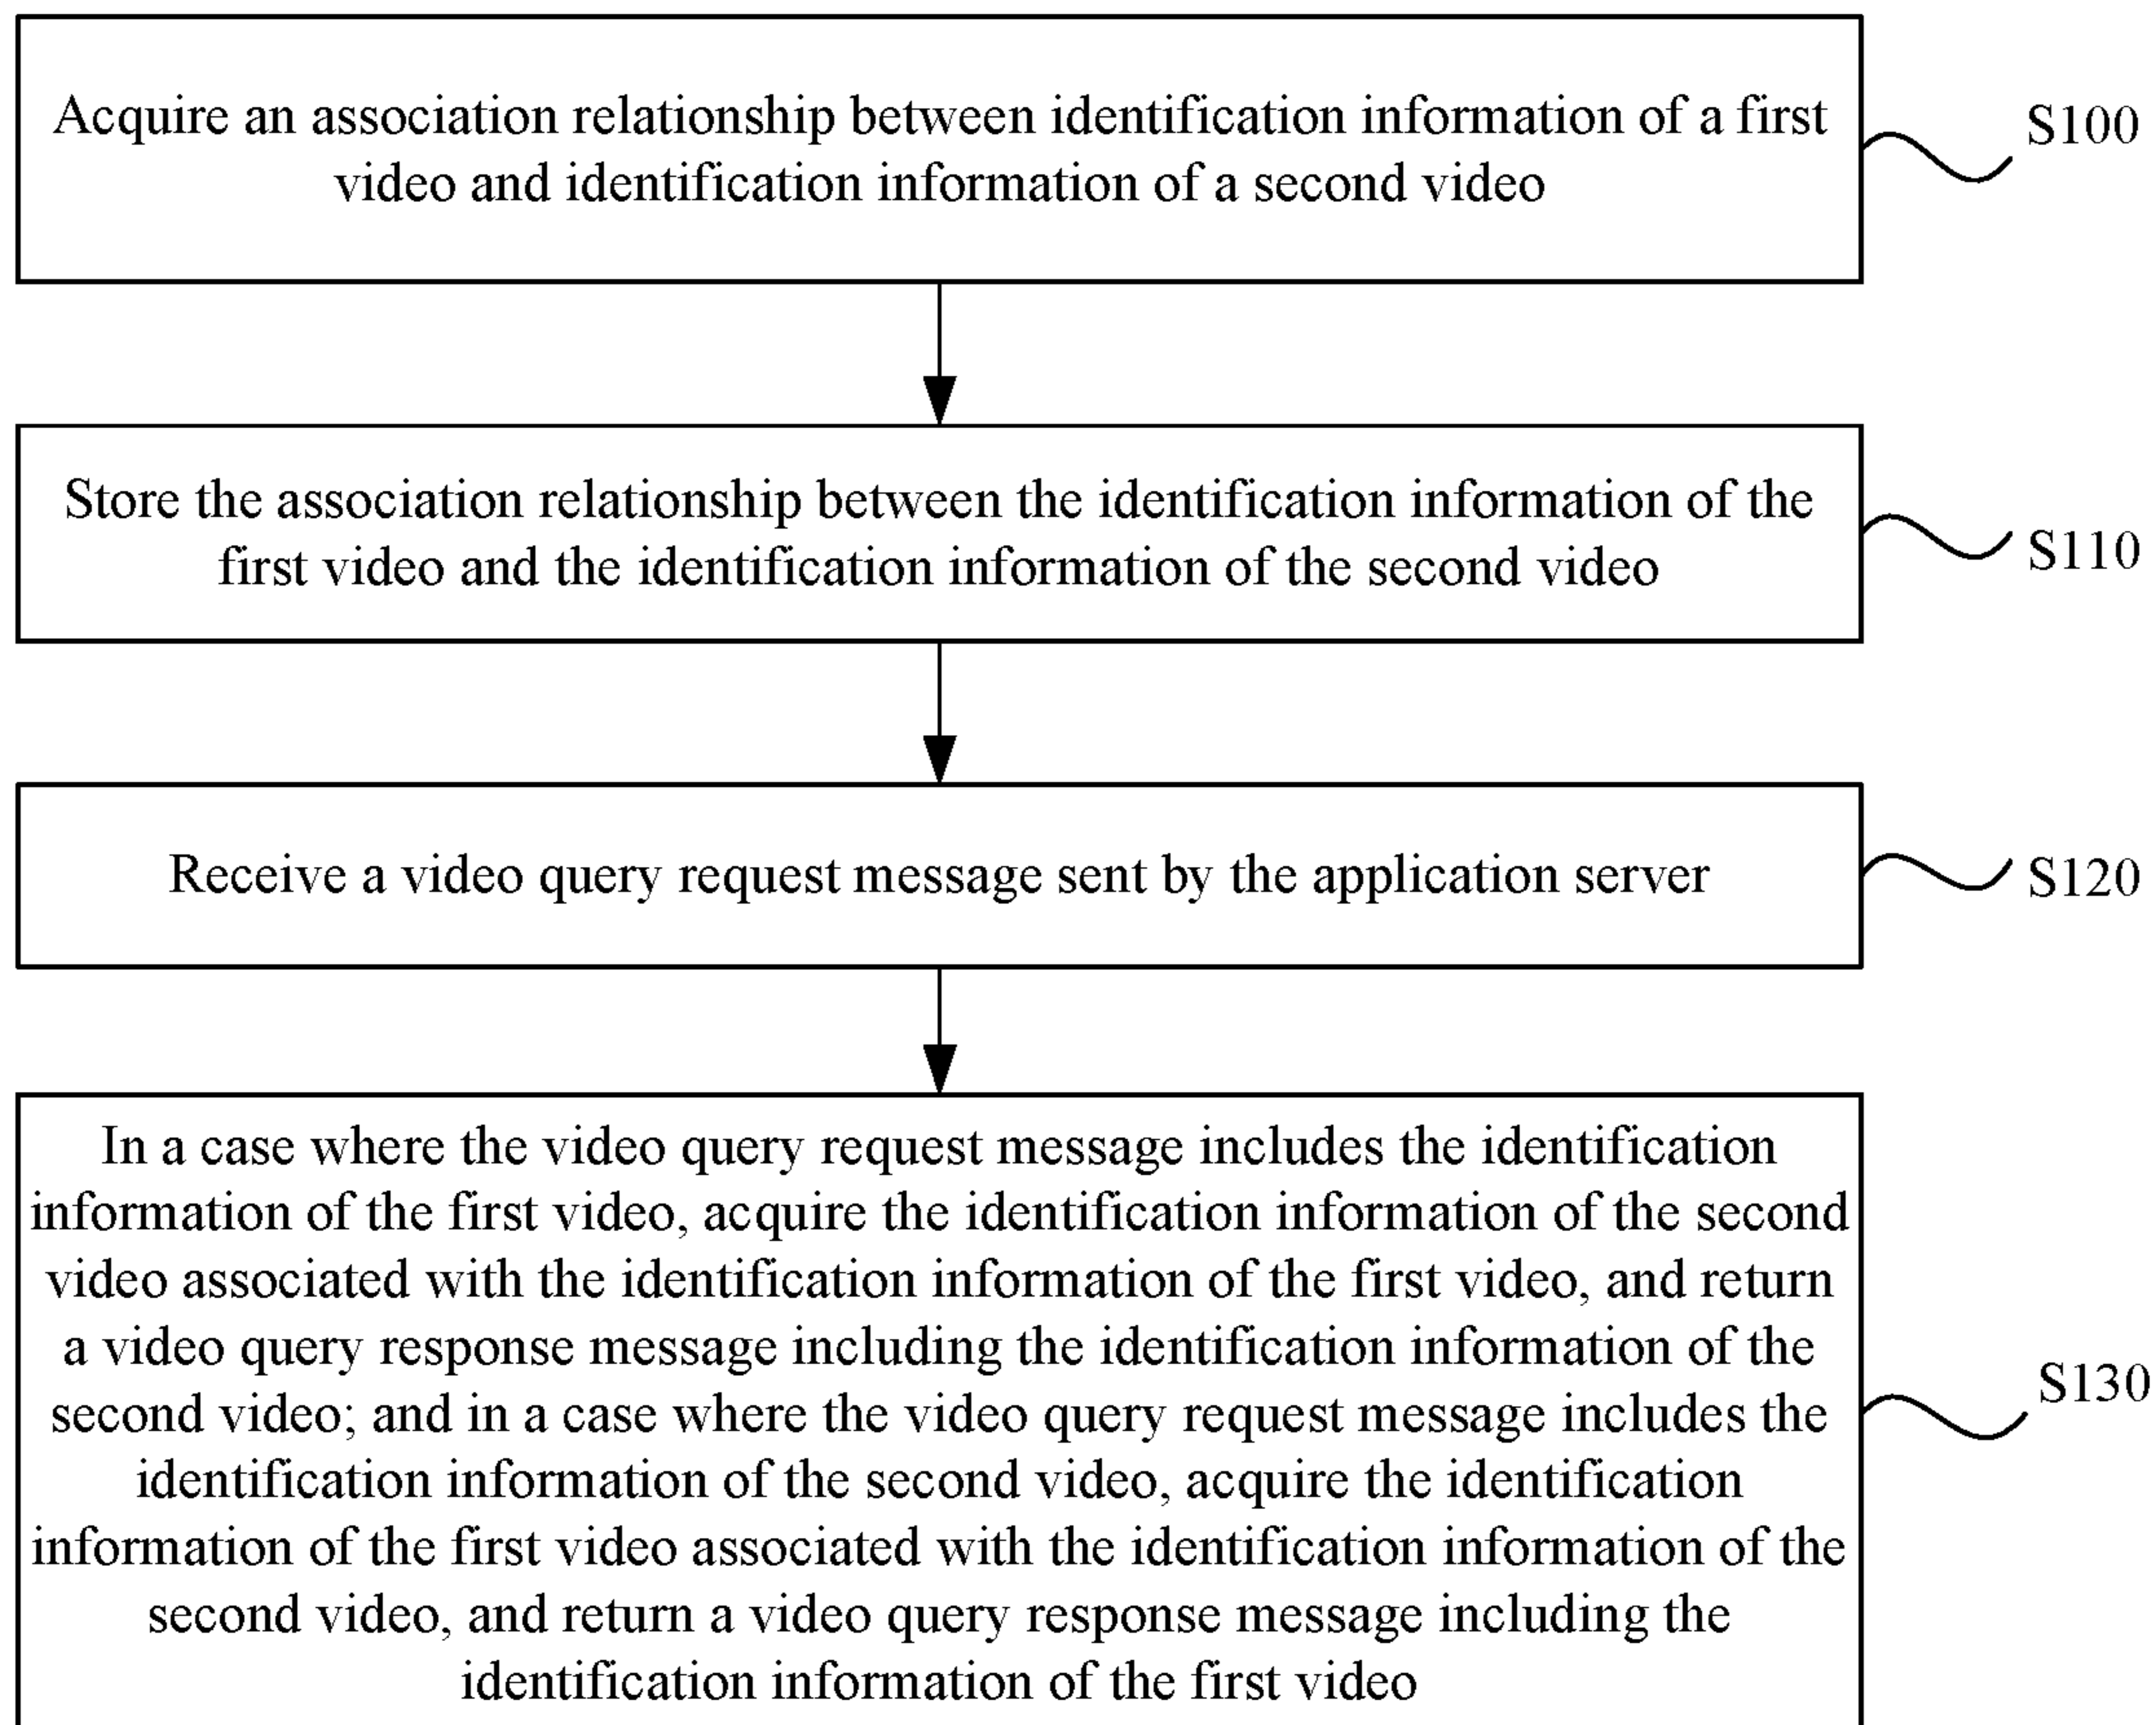 Acquire an association relationship between identification information of a first
video and identification information of a second video
S100
Store the association relationship between the identification information of the
first video and the identification information of the second video
S110
Receive a video query request message sent by the application server
S120
In a case where the video query request message includes the identification
information of the first video, acquire the identification information of the second
video associated with the identification information of the first video, and return
a video query response message including the identification information of the
second video; and in a case where the video query request message includes the
identification information of the second video, acquire the identification
information of the first video associated with the identification information of the
second video, and return a video query response message including the
identification information of the first video
S130